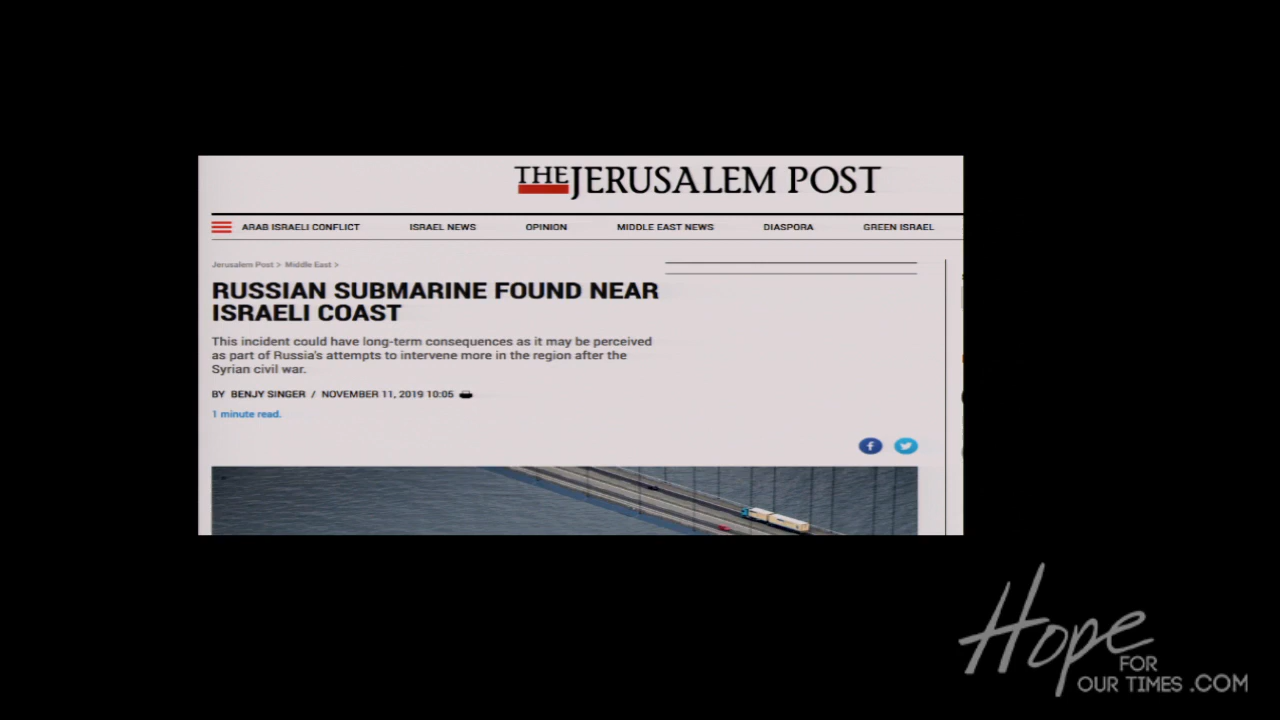 THE JERUSALEM POST
ARAB ISRAELI CONFLICT ISRAEL NEWS OPINION MIDDLE EAST NEWS DIASPORA GREEN ISRAEL
Jerusalem Post > Middle East >
RUSSIAN SUBMARINE FOUND NEAR
ISRAELI COAST
This incident could have long-term consequences as it may be perceived
as part of Russia's attempts to intervene more in the region after the
Syrian civil war.
BY BENJY SINGER / NOVEMBER 11, 2019 10:05
1 minute read.
Hope
FOR
OUR TIMES .COM